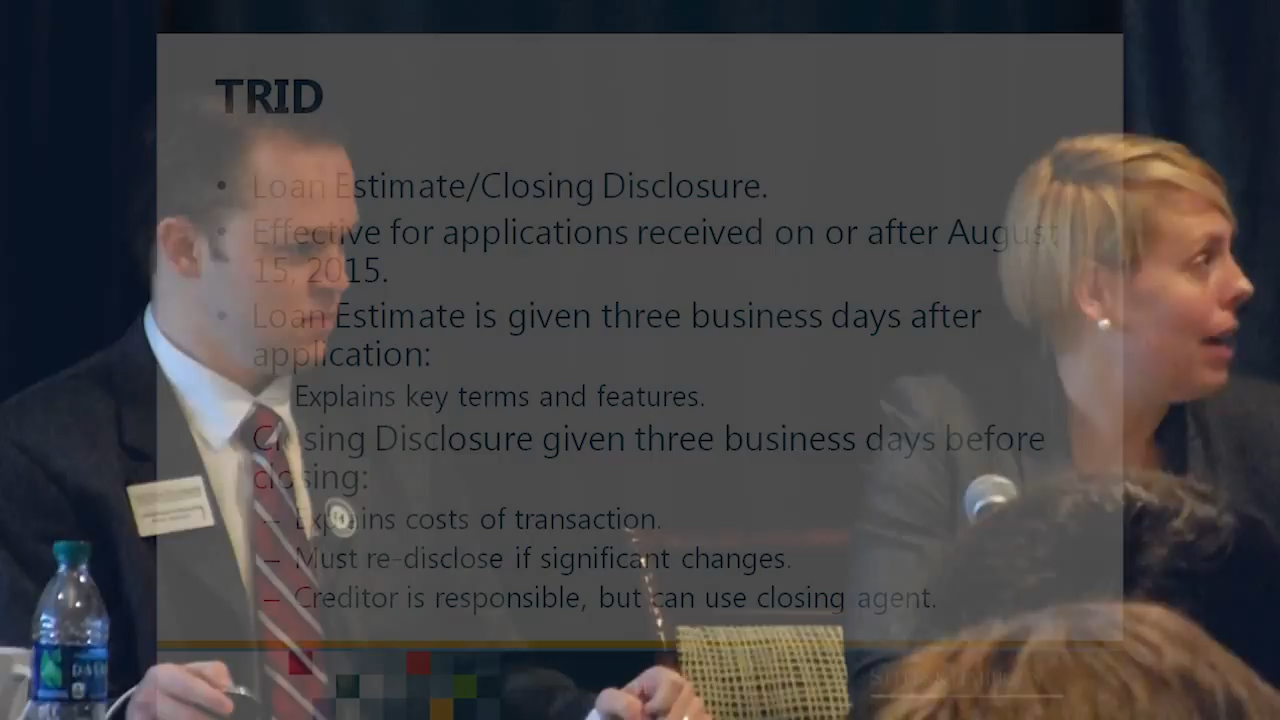 TRID
• Loan Estimate/Closing Disclosure.
• Effective for applications received on or after August
15, 2015.
• Loan Estimate is given three business days after
application:
Explains key terms and features.
Closing Disclosure given three business days before
closing:
– Explains costs of transaction.
– Must re-disclose if significant changes.
– Creditor is responsible, but can use closing agent.